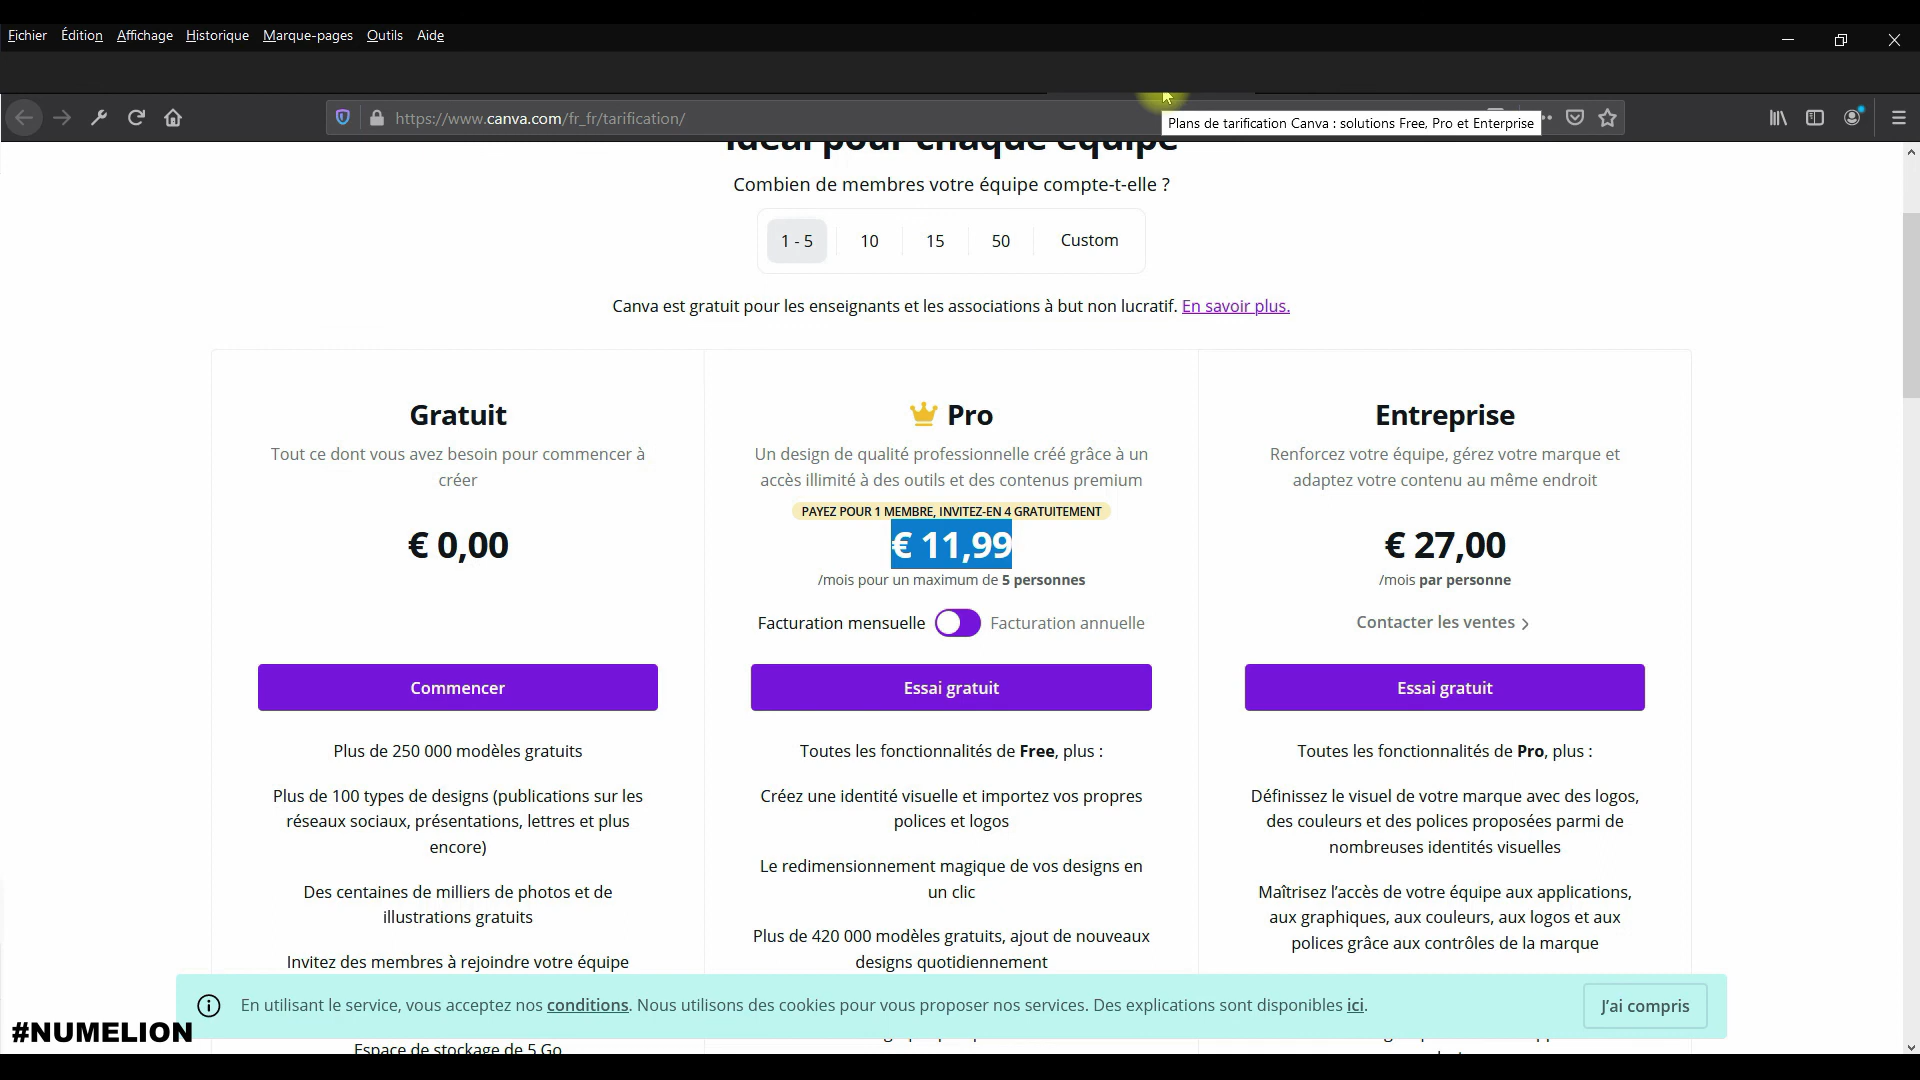 Fichier Édition Affichage Historique Marque-pages Outils Aide
https://www.canva.com/fr_fr/tarification/
Plans de tarification Canva : solutions Free, Pro et Enterprise
Idéal pour chaque équipe
Combien de membres votre équipe compte-t-elle ?
1 - 5 10 15 50 Custom
Canva est gratuit pour les enseignants et les associations à but non lucratif. En savoir plus.
Gratuit
Tout ce dont vous avez besoin pour commencer à
créer
€ 0,00
Commencer
Plus de 250 000 modèles gratuits
Plus de 100 types de designs (publications sur les
réseaux sociaux, présentations, lettres et plus
encore)
Des centaines de milliers de photos et de
illustrations gratuits
Invitez des membres à rejoindre votre équipe
Espace de stockage de 5 Go
Pro
Un design de qualité professionnelle créé grâce à un
accès illimité à des outils et des contenus premium
PAYEZ POUR 1 MEMBRE, INVITEZ-EN 4 GRATUITEMENT
€ 11,99
/mois pour un maximum de 5 personnes
Facturation mensuelle Facturation annuelle
Essai gratuit
Toutes les fonctionnalités de Free, plus :
Créez une identité visuelle et importez vos propres
polices et logos
Le redimensionnement magique de vos designs en
un clic
Plus de 420 000 modèles gratuits, ajout de nouveaux
designs quotidiennement
Entreprise
Renforcez votre équipe, gérez votre marque et
adaptez votre contenu au même endroit
€ 27,00
/mois par personne
Contacter les ventes
Essai gratuit
Toutes les fonctionnalités de Pro, plus :
Définissez le visuel de votre marque avec des logos,
des couleurs et des polices proposées parmi de
nombreuses identités visuelles
Maîtrisez l’accès de votre équipe aux applications,
aux graphiques, aux couleurs, aux logos et aux
polices grâce aux contrôles de la marque
En utilisant le service, vous acceptez nos conditions. Nous utilisons des cookies pour vous proposer nos services. Des explications sont disponibles ici.
J’ai compris
#NUMELION